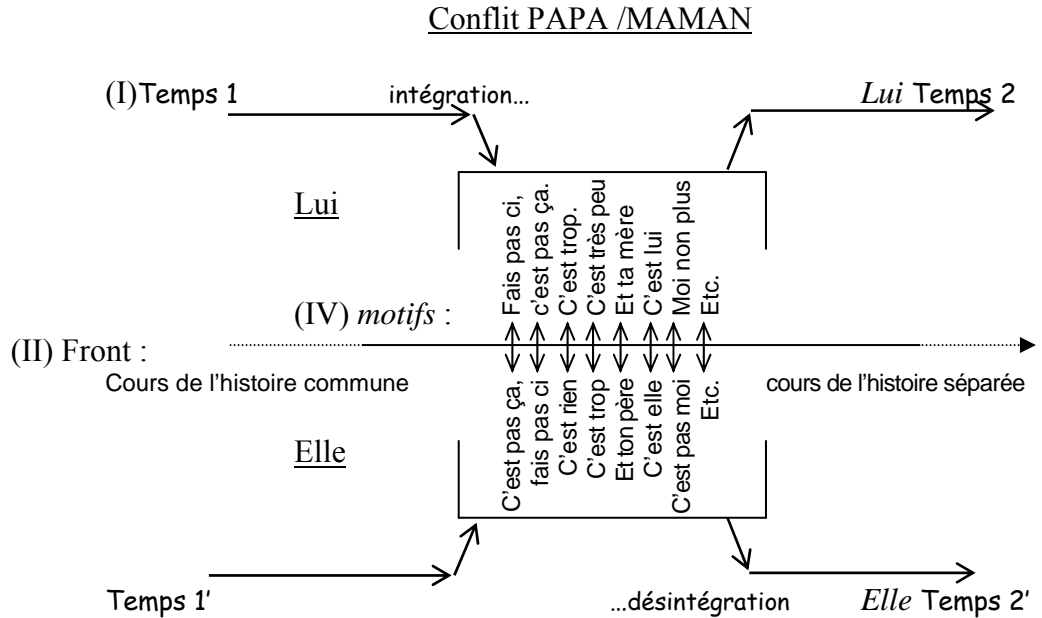 Conflit PAPA /MAMAN
(I) Temps 1
intégration...
Lui Temps 2
Lui
Fais pas ci,
c'est pas ça.
C'est trop.
C'est très peu
Et ta mère
C'est lui
Moi non plus
Etc.
(IV) motifs :
(II) Front :
Cours de l'histoire commune
cours de l'histoire séparée
Elle
C'est pas ça,
fais pas ci
C'est rien
C'est trop
Et ton père
C'est elle
C'est pas moi
Etc.
Temps 1'
...désintégration
Elle Temps 2'